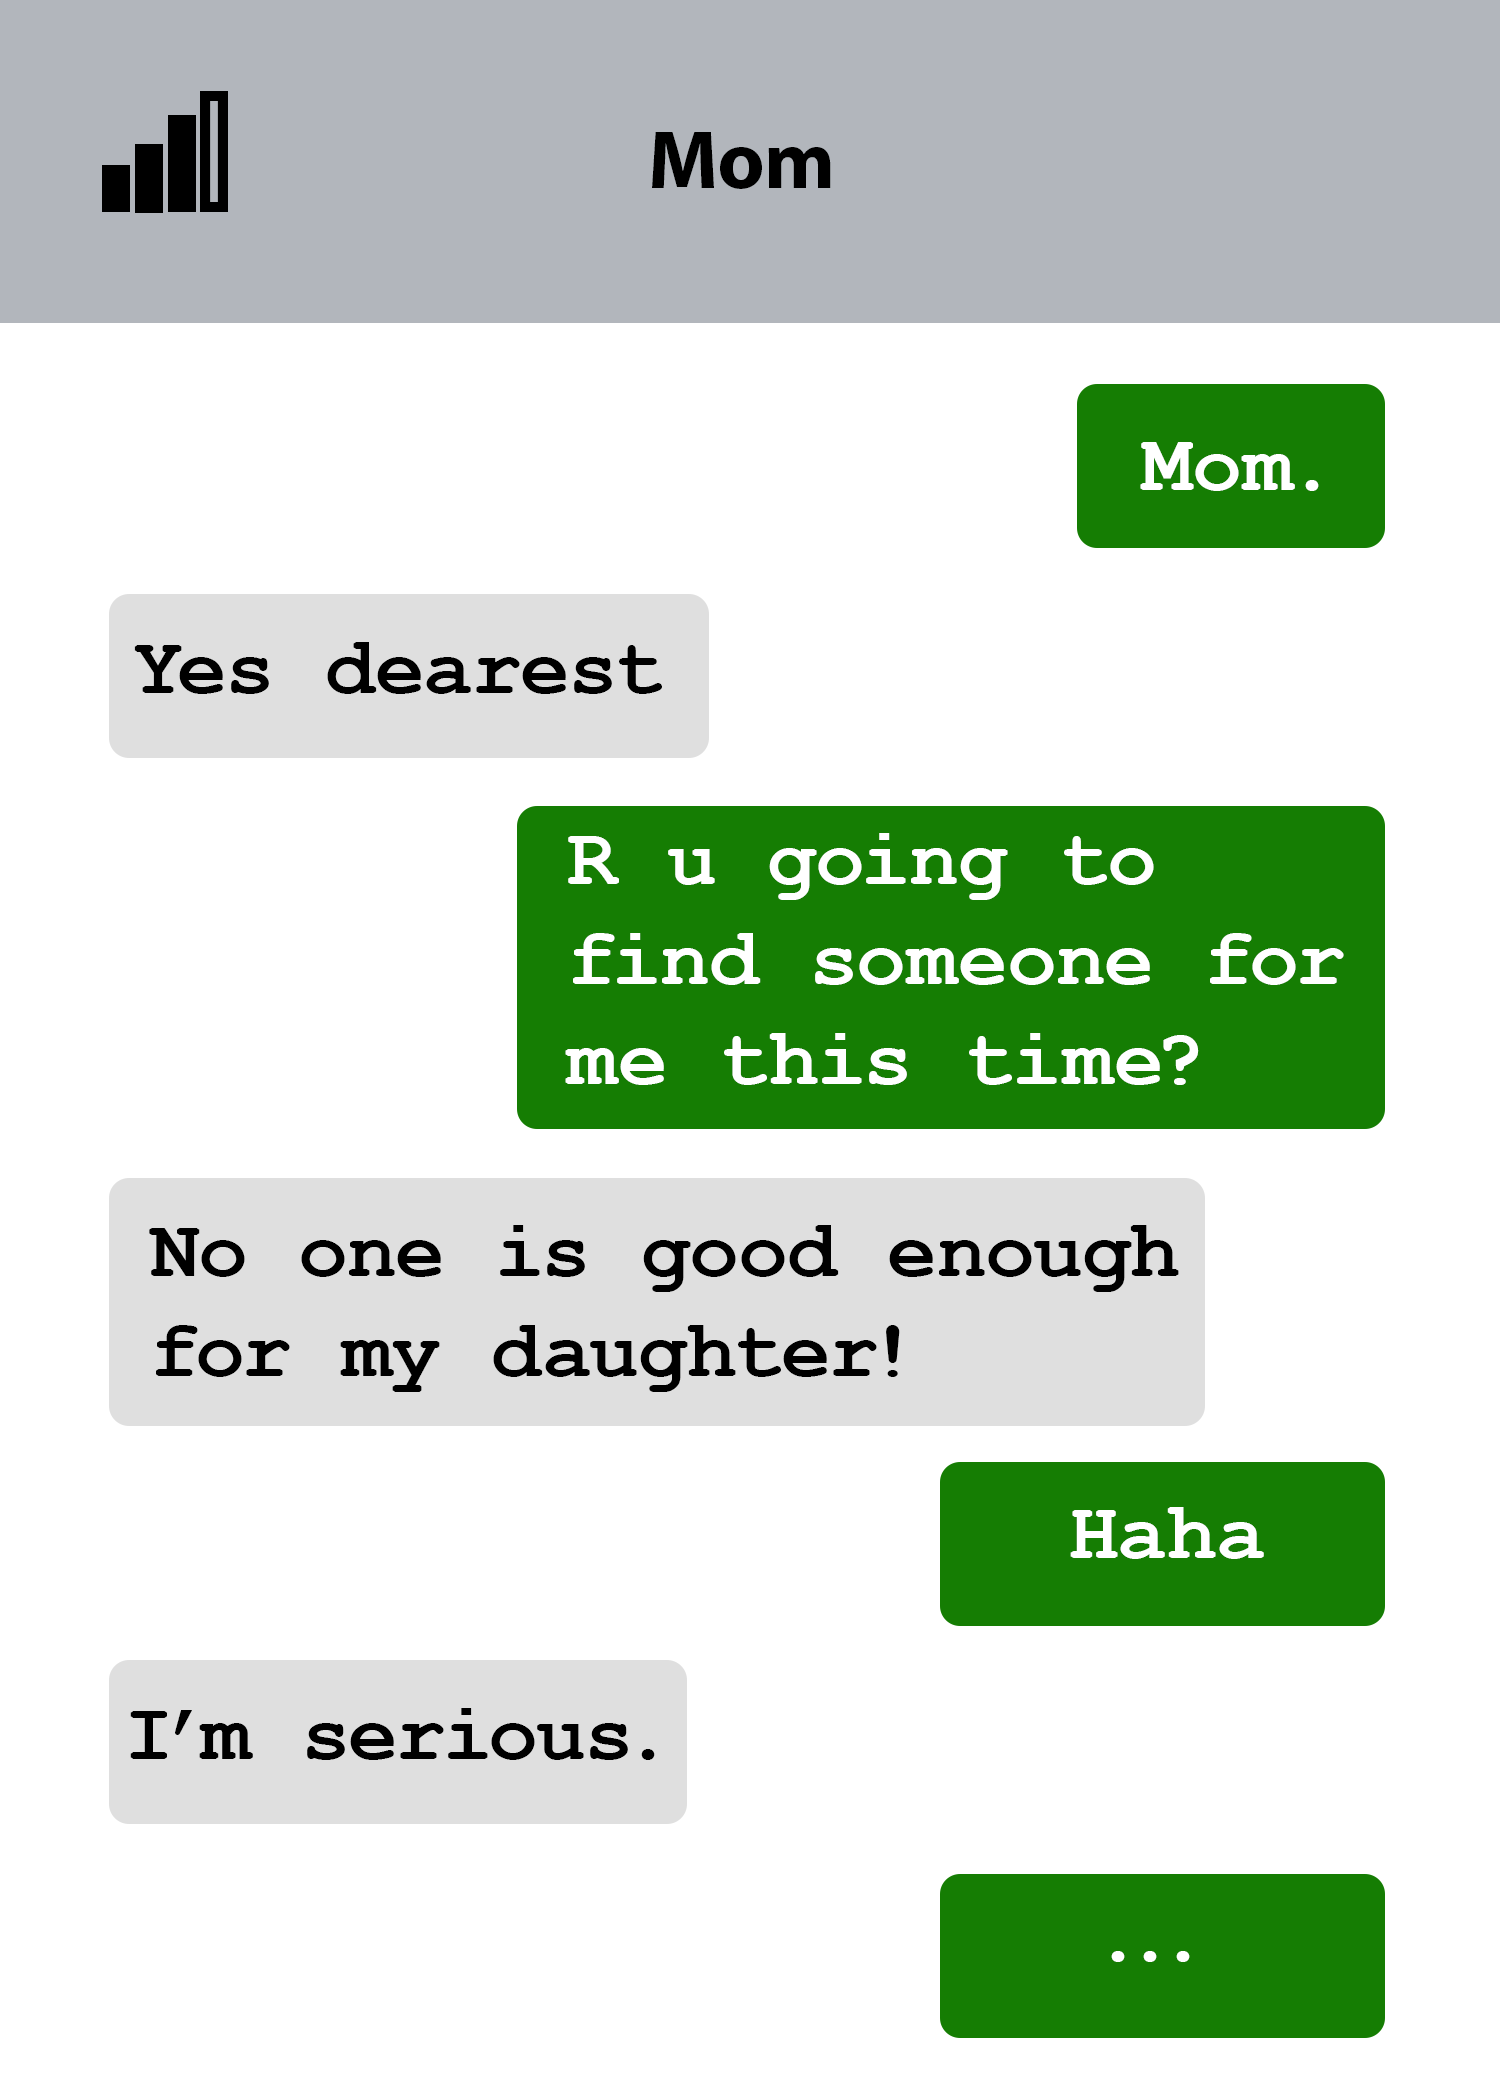 Mom
Mom.
Yes dearest
R u going to
find someone for
me this time?
No one is good enough
for my daughter!
Haha
I’m serious.
...